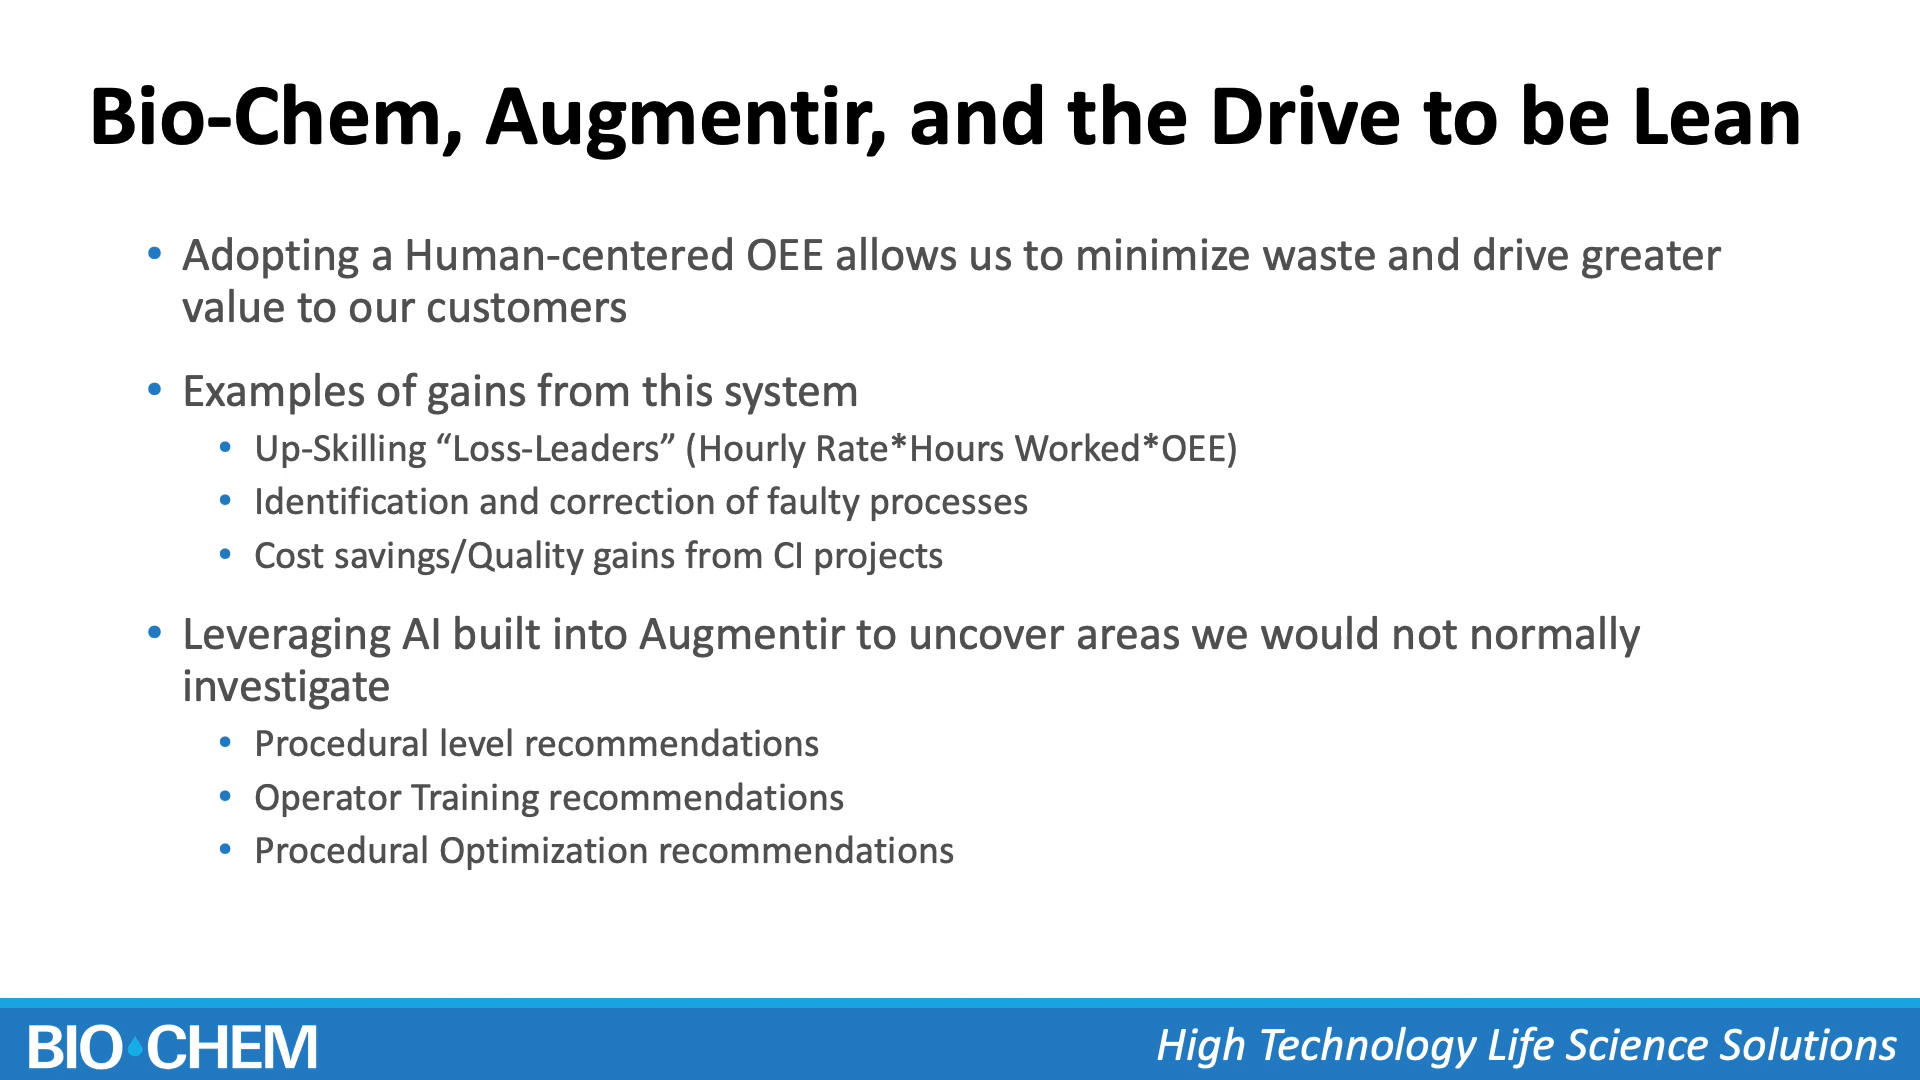 Bio-Chem, Augmentir, and the Drive to be Lean
• Adopting a Human-centered OEE allows us to minimize waste and drive greater
value to our customers
• Examples of gains from this system
• Up-Skilling “Loss-Leaders” (Hourly Rate*Hours Worked*OEE)
• Identification and correction of faulty processes
• Cost savings/Quality gains from CI projects
• Leveraging AI built into Augmentir to uncover areas we would not normally
investigate
• Procedural level recommendations
• Operator Training recommendations
• Procedural Optimization recommendations
BIO CHEM
High Technology Life Science Solutions